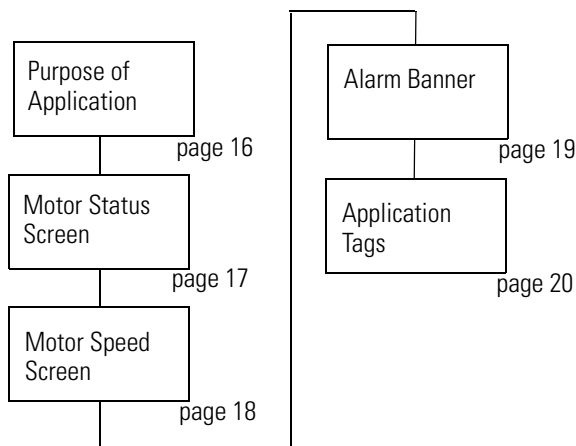 Purpose of
Application
page 16
Motor Status
Screen
page 17
Motor Speed
Screen
page 18
Alarm Banner
page 19
Application
Tags
page 20